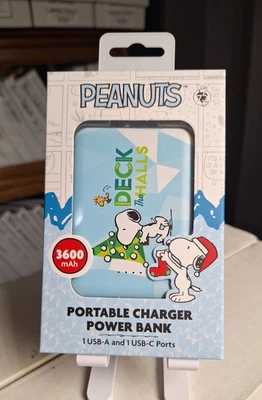 PEANUTS
DECK
The HALLS
3600
mAh
PORTABLE CHARGER
POWER BANK
1 USB-A and 1 USB-C Ports